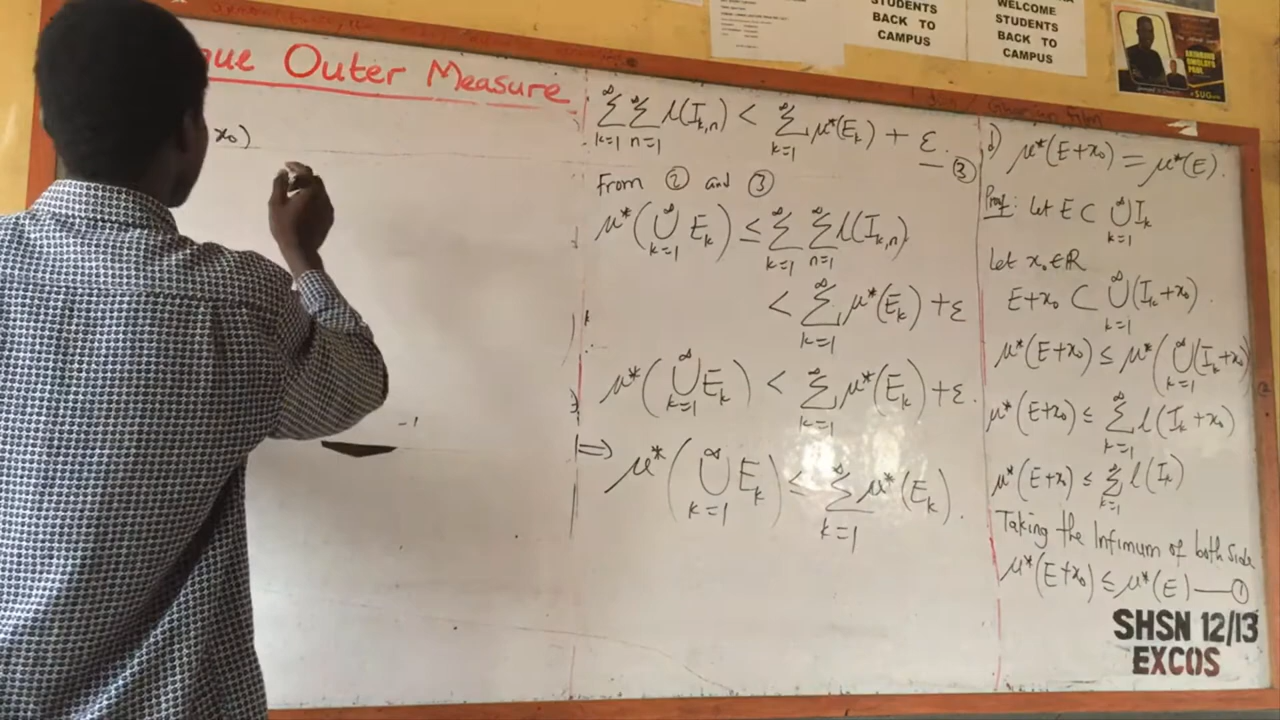 STUDENTS
BACK TO
CAMPUS
WELCOME
STUDENTS
BACK TO
CAMPUS
#SUG
gue Outer Measure
x₀)
-1
∞ ∞ ∞
∑ ∑ l(I_{k,n}) < ∑ μ*(E_k) + ε. ③
k=1 n=1 k=1
From ② and ③
μ*(⋃_{k=1}^∞ E_k) ≤ ∑_{k=1}^∞ ∑_{n=1}^∞ l(I_{k,n})
< ∑_{k=1}^∞ μ*(E_k) + ε
μ*(⋃_{k=1}^∞ E_k) < ∑_{k=1}^∞ μ*(E_k) + ε.
⟹ μ*(⋃_{k=1}^∞ E_k) ≤ ∑_{k=1}^∞ μ*(E_k).
d) μ*(E+x₀) = μ*(E).
Proof: let E ⊂ ⋃_{k=1}^∞ I_k
let x₀ ∈ ℝ
E+x₀ ⊂ ⋃_{k=1}^∞ (I_k+x₀).
μ*(E+x₀) ≤ μ*(⋃_{k=1}^∞ (I_k+x₀)
μ*(E+x₀) ≤ ∑_{k=1}^∞ l(I_k+x₀)
μ*(E+x₀) ≤ ∑_{k=1}^∞ l(I_k)
Taking the Infimum of both side
μ*(E+x₀) ≤ μ*(E) — ①
SHSN 12/13
EXCOS